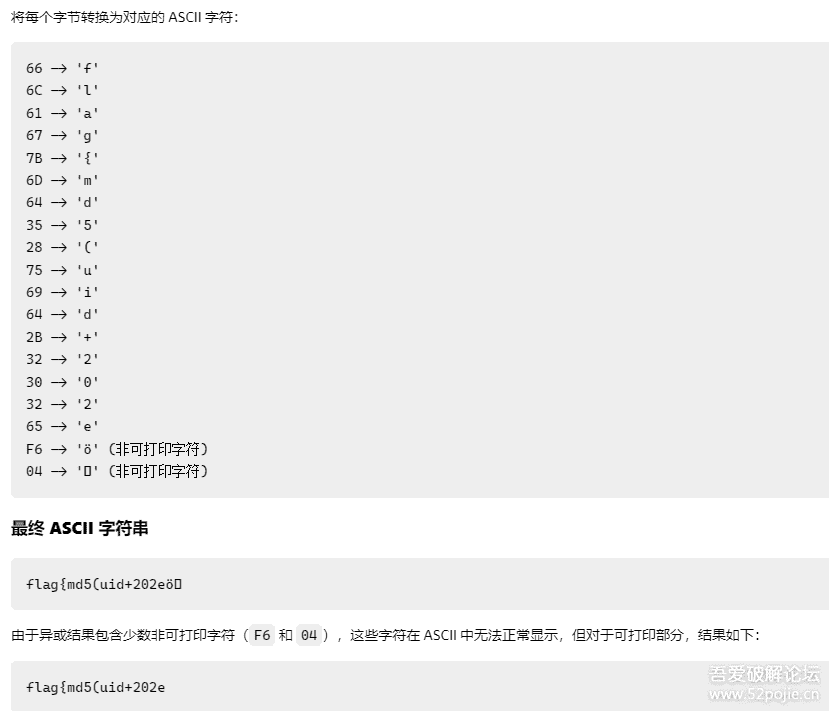 将每个字节转换为对应的 ASCII 字符：
66 —> 'f'
6C —> 'l'
61 —> 'a'
67 —> 'g'
7B —> '{'
6D —> 'm'
64 —> 'd'
35 —> '5'
28 —> '('
75 —> 'u'
69 —> 'i'
64 —> 'd'
2B —> '+'
32 —> '2'
30 —> '0'
32 —> '2'
65 —> 'e'
F6 —> 'ö' (非可打印字符)
04 —> '▯' (非可打印字符)
最终 ASCII 字符串
flag{md5(uid+202eö▯
由于异或结果包含少数非可打印字符（F6 和 04），这些字符在 ASCII 中无法正常显示，但对于可打印部分，结果如下：
flag{md5(uid+202e
吾爱破解论坛
www.52pojie.cn